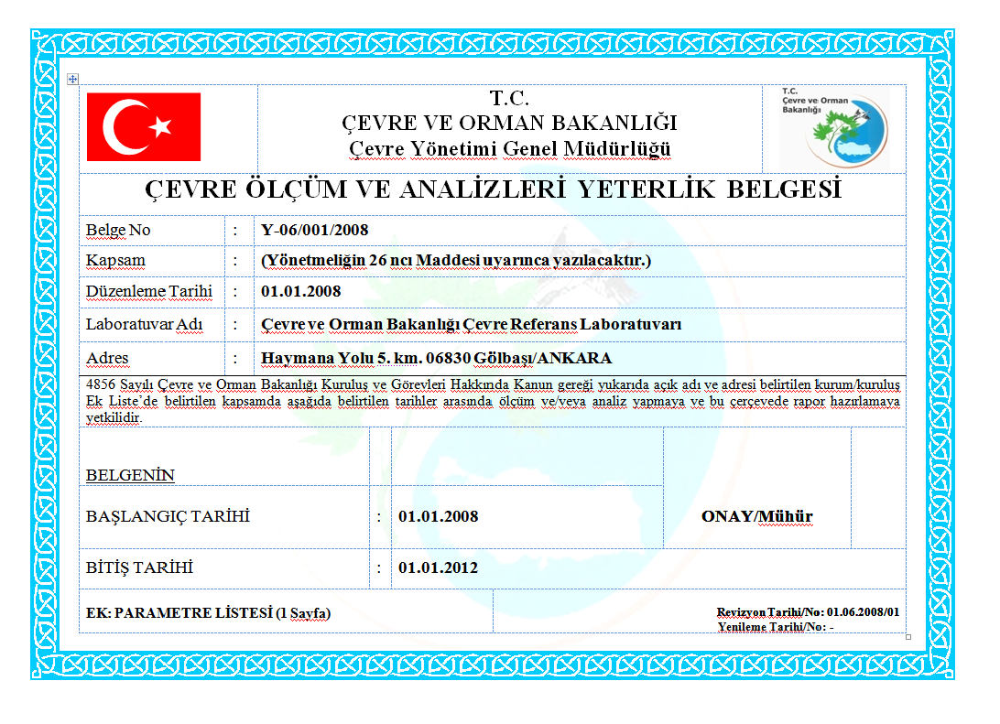 T.C.
ÇEVRE VE ORMAN BAKANLIĞI
Çevre Yönetimi Genel Müdürlüğü
T.C.
Çevre ve Orman
Bakanlığı
ÇEVRE ÖLÇÜM VE ANALİZLERİ YETERLİK BELGESİ
Belge No : Y-06/001/2008
Kapsam : (Yönetmeliğin 26 ncı Maddesi uyarınca yazılacaktır.)
Düzenleme Tarihi : 01.01.2008
Laboratuvar Adı : Çevre ve Orman Bakanlığı Çevre Referans Laboratuvarı
Adres : Haymana Yolu 5. km. 06830 Gölbaşı/ANKARA
4856 Sayılı Çevre ve Orman Bakanlığı Kuruluş ve Görevleri Hakkında Kanun gereği yukarıda açık adı ve adresi belirtilen kurum/kuruluş
Ek Liste’de belirtilen kapsamda aşağıda belirtilen tarihler arasında ölçüm ve/veya analiz yapmaya ve bu çerçevede rapor hazırlamaya
yetkilidir.
BELGENİN
BAŞLANGIÇ TARİHİ : 01.01.2008
ONAY/Mühür
BİTİŞ TARİHİ : 01.01.2012
EK: PARAMETRE LİSTESİ (1 Sayfa)
Revizyon Tarihi/No: 01.06.2008/01
Yenileme Tarihi/No: -